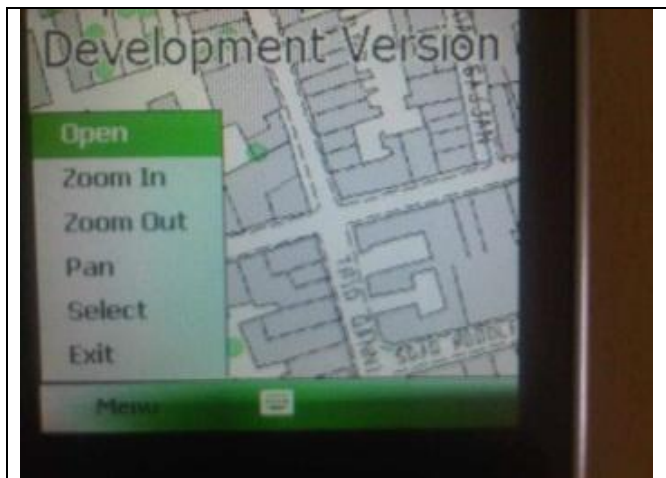 Development Version
Open
Zoom In
Zoom Out
Pan
Select
Exit
Menu